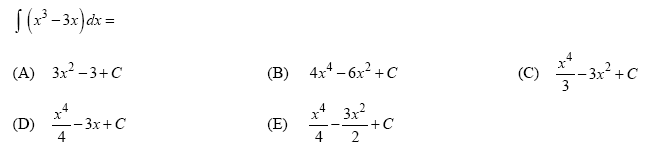 ∫(x³ − 3x)dx =
(A) 3x² − 3 + C (B) 4x⁴ − 6x² + C (C) x⁴/3 − 3x² + C
(D) x⁴/4 − 3x + C (E) x⁴/4 − 3x²/2 + C